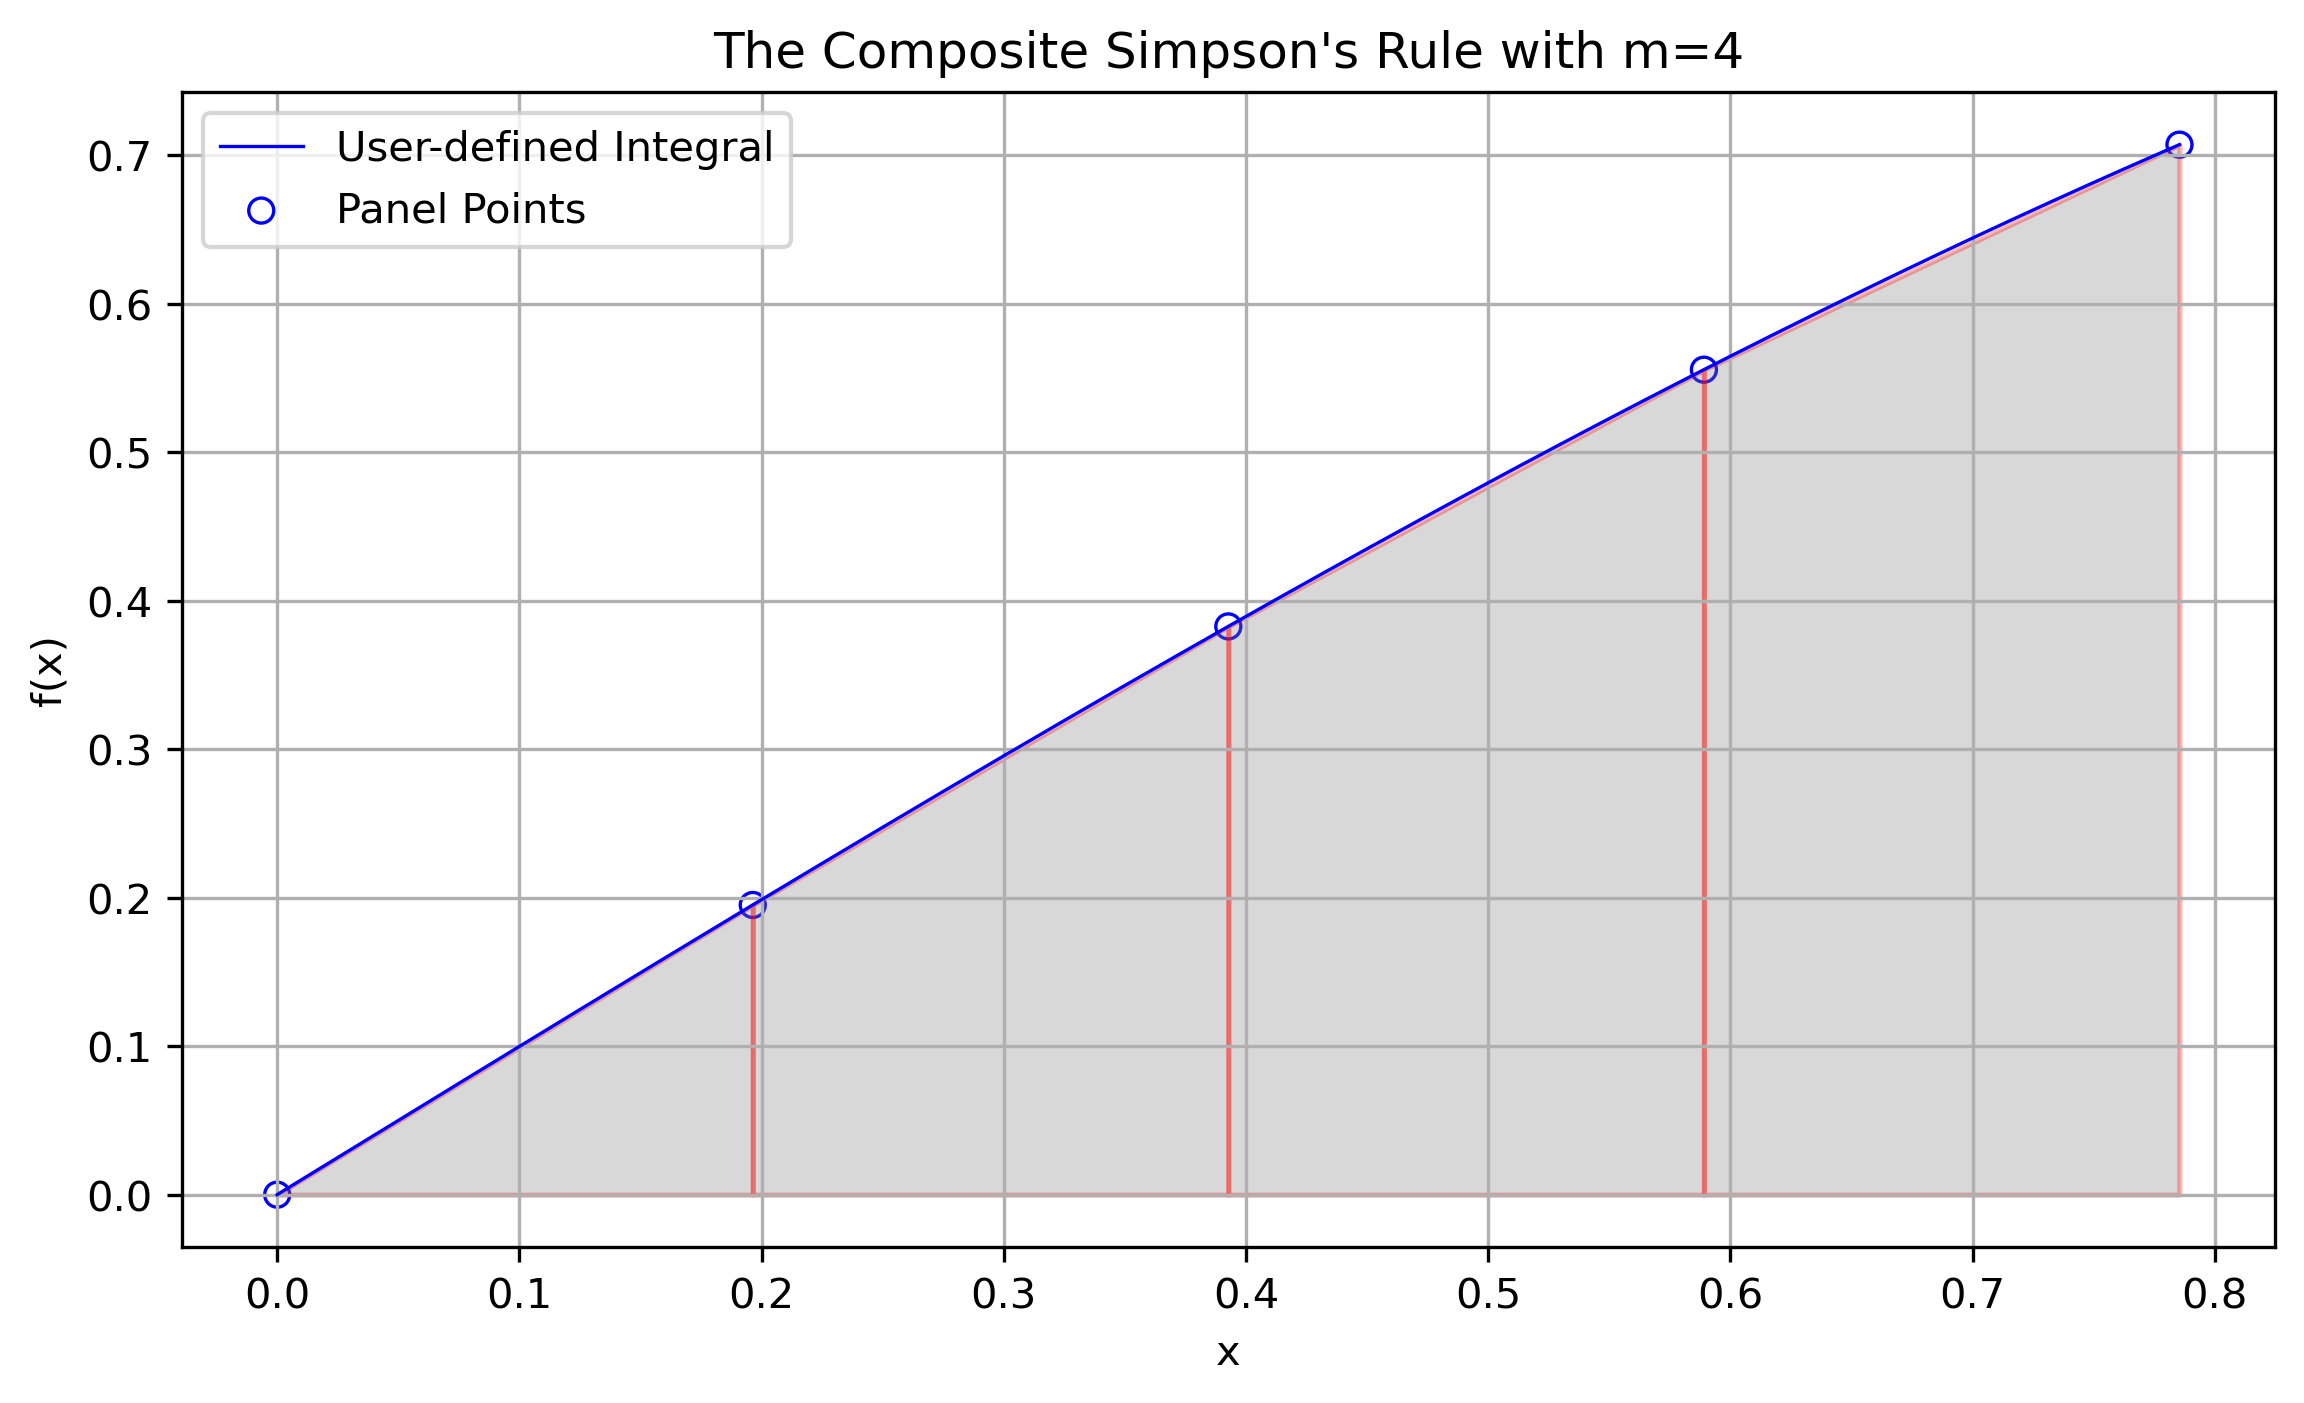 The Composite Simpson's Rule with m=4
User-defined Integral
Panel Points
0.7
0.6
0.5
0.4
0.3
0.2
0.1
0.0
f(x)
0.0 0.1 0.2 0.3 0.4 0.5 0.6 0.7 0.8
x